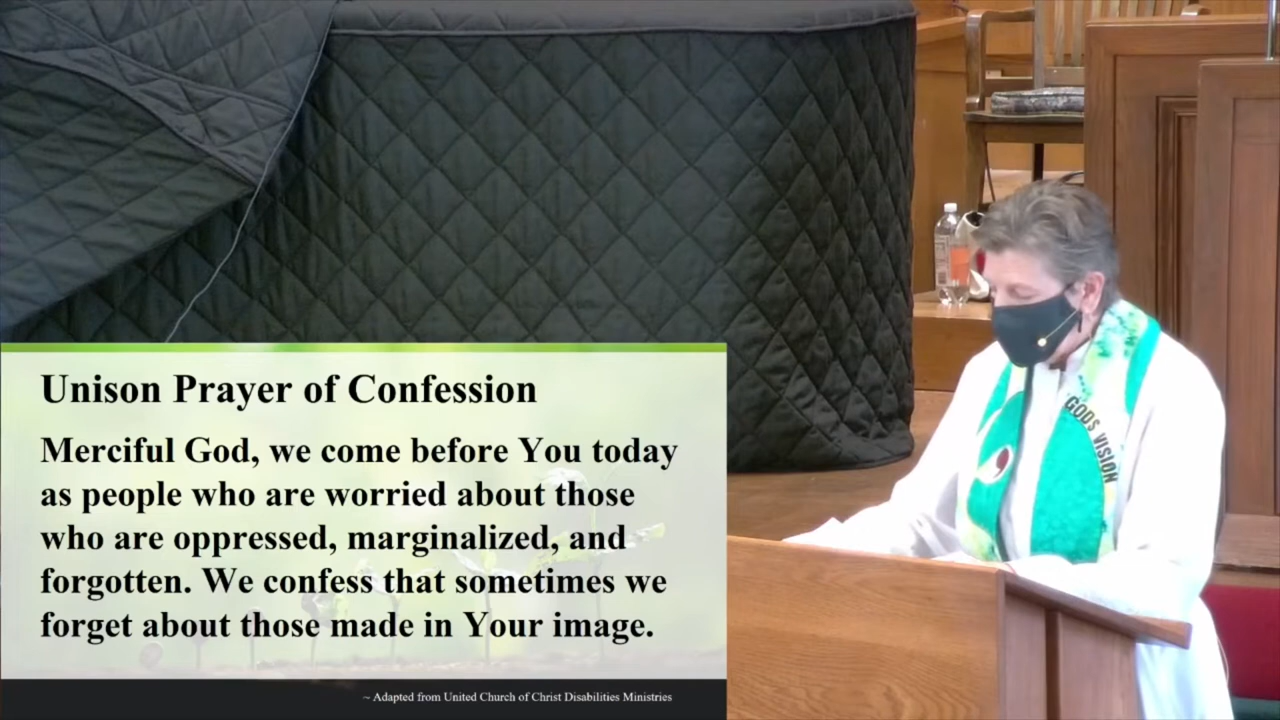 Unison Prayer of Confession
Merciful God, we come before You today
as people who are worried about those
who are oppressed, marginalized, and
forgotten. We confess that sometimes we
forget about those made in Your image.
~ Adapted from United Church of Christ Disabilities Ministries
GODS VISION